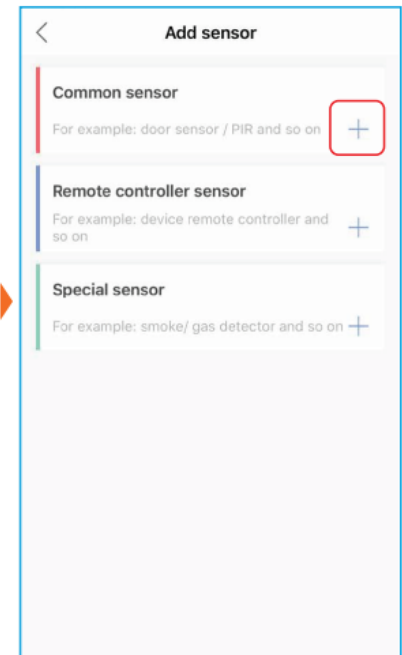 Add sensor
Common sensor
For example: door sensor / PIR and so on
Remote controller sensor
For example: device remote controller and
so on
Special sensor
For example: smoke/ gas detector and so on